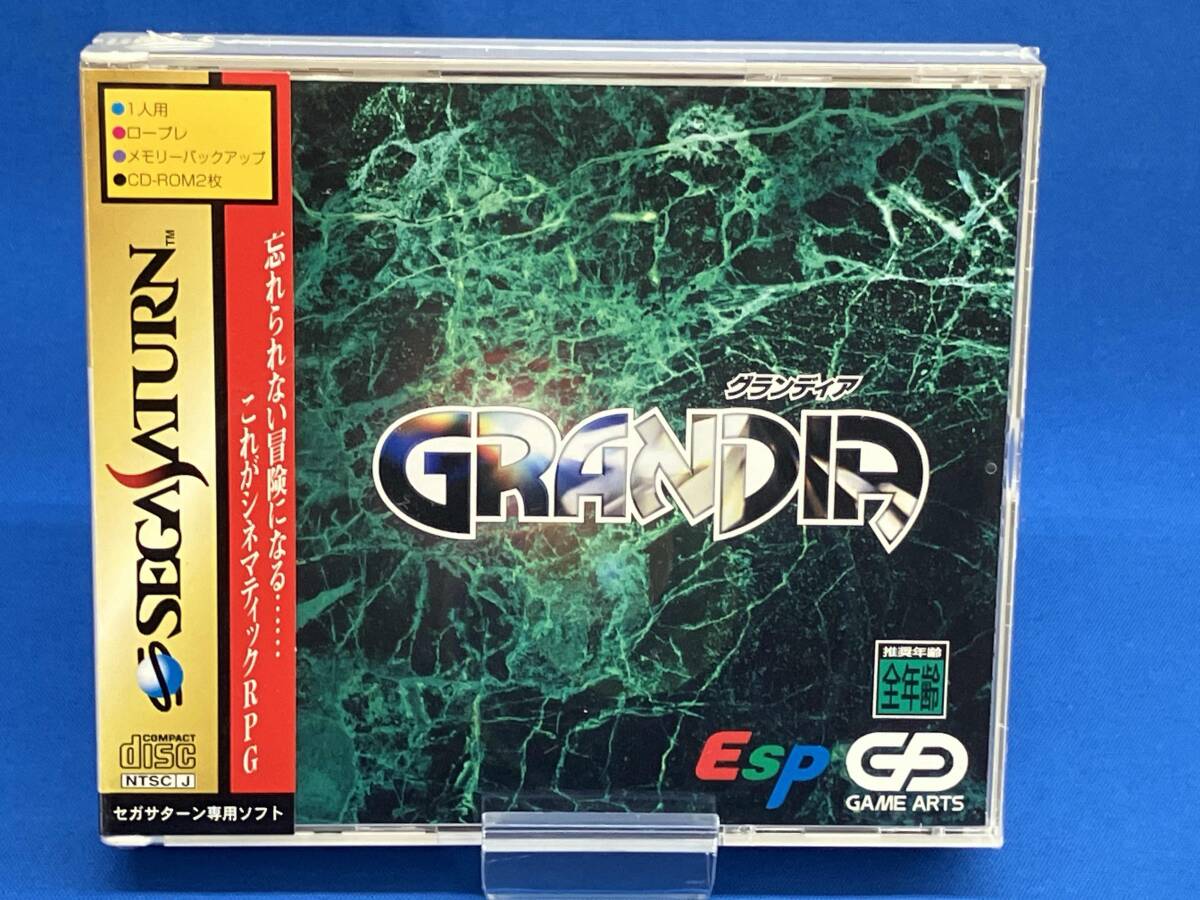 ●1人用
●ロープレ
●メモリーバックアップ
●CD-ROM2枚
SEGA SATURN™
忘れられない冒険になる……
これがシネマティックRPG
COMPACT
disc
NTSC J
セガサターン専用ソフト
グランディア
GRANDIA
推奨年齢
全年齢
Esp
GAME ARTS